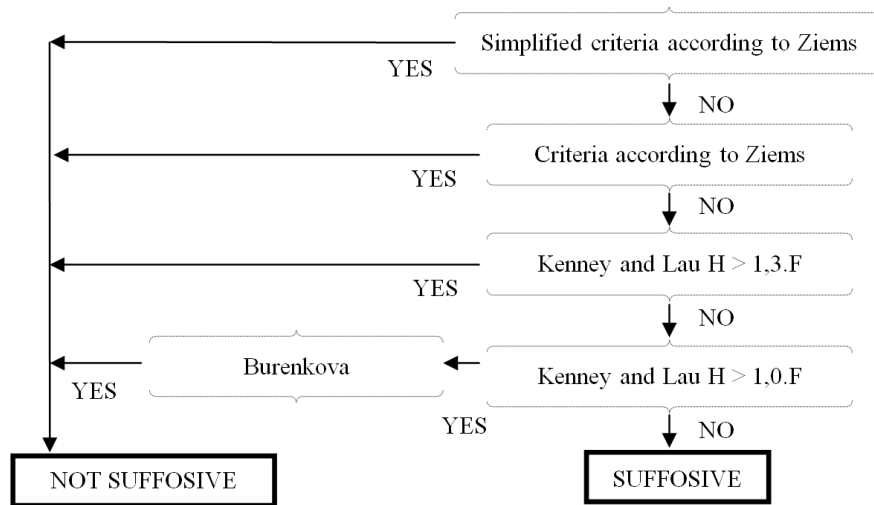 Simplified criteria according to Ziems
YES
NO
Criteria according to Ziems
YES
NO
Kenney and Lau H > 1,3.F
YES
NO
Burenkova
Kenney and Lau H > 1,0.F
YES
YES
NO
NOT SUFFOSIVE
SUFFOSIVE